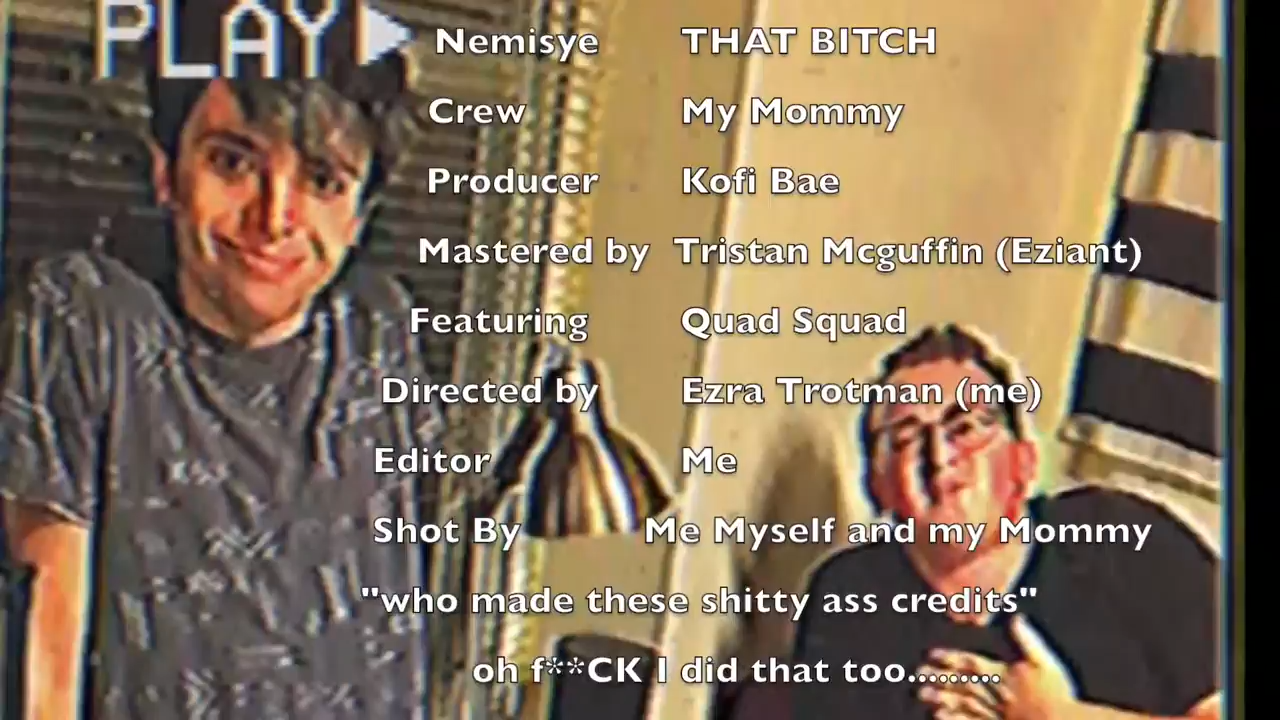 PLAY
Nemisye THAT BITCH
Crew My Mommy
Producer Kofi Bae
Mastered by Tristan Mcguffin (Eziant)
Featuring Quad Squad
Directed by Ezra Trotman (me)
Editor Me
Shot By Me Myself and my Mommy
"who made these shitty ass credits"
oh f**CK I did that too.........